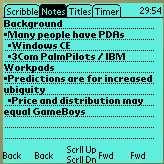 Scribble Notes Titles Timer 29:54
Background
•Many people have PDAs
•Windows CE
•3Com PalmPilots / IBM
Workpads
•Predictions are for increased
ubiquity
•Price and distribution may
equal GameBoys
Scrll Up
Back Back Scrll Dn Fwd Fwd